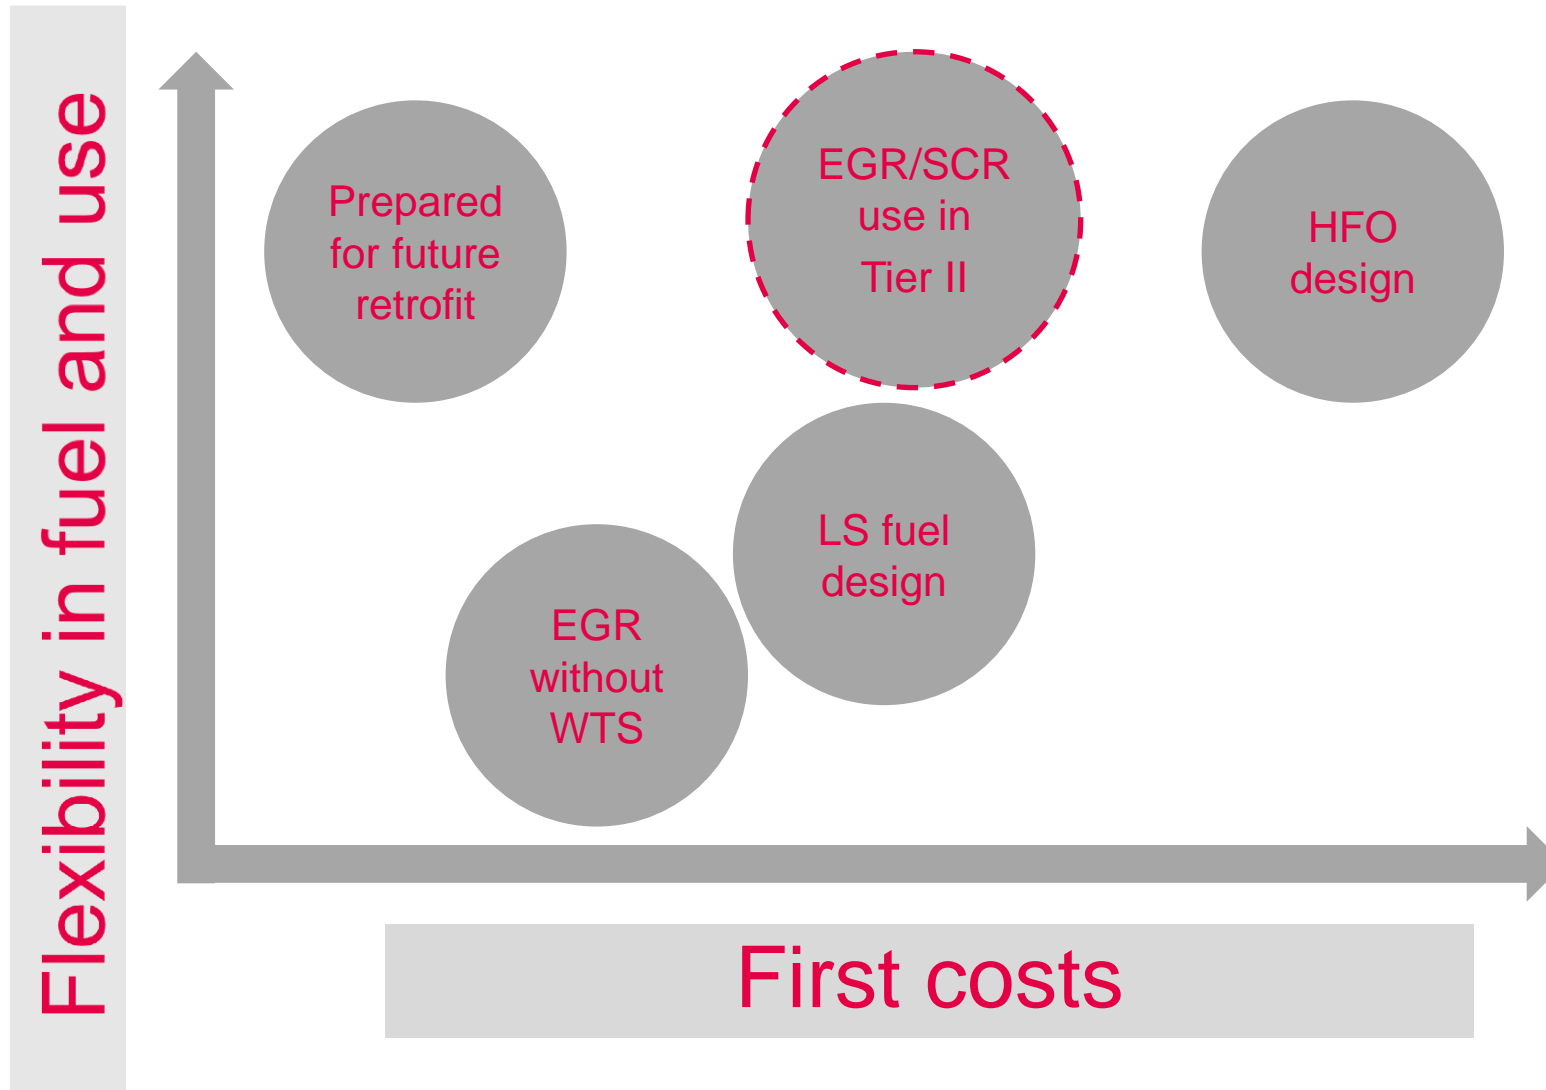 Flexibility in fuel and use
Prepared
for future
retrofit
EGR/SCR
use in
Tier II
HFO
design
LS fuel
design
EGR
without
WTS
First costs